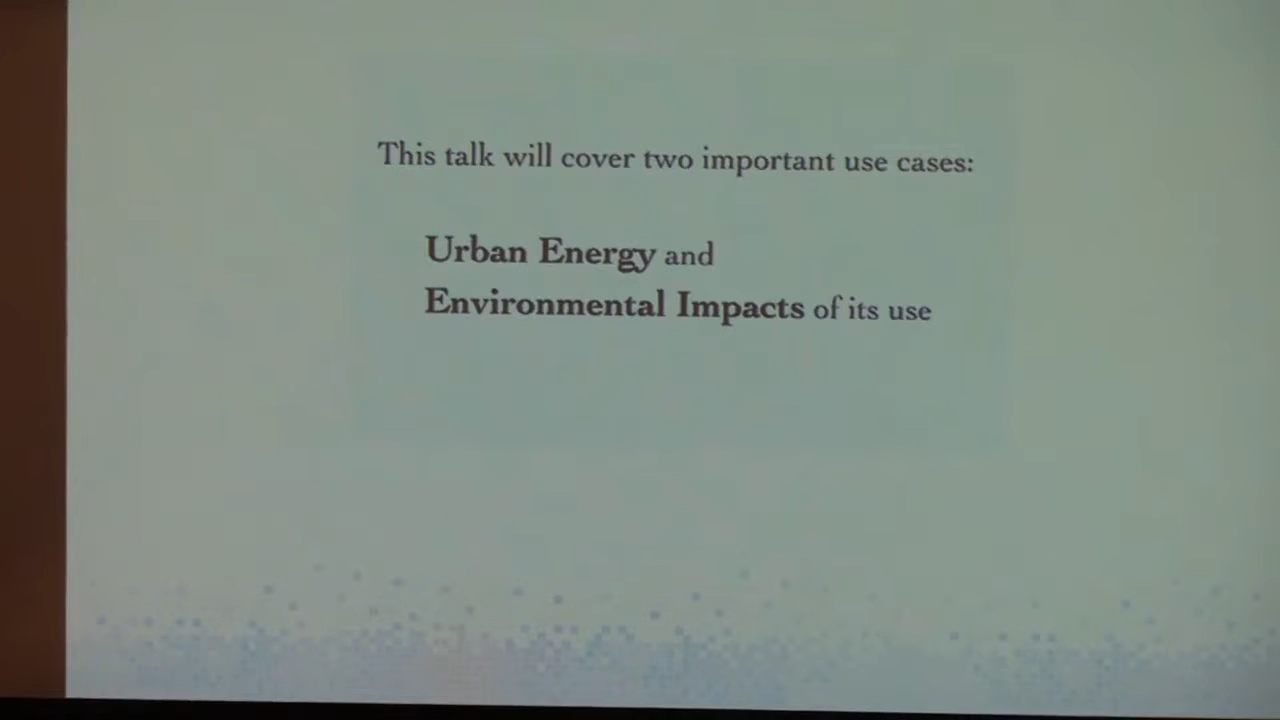 This talk will cover two important use cases:
Urban Energy and
Environmental Impacts of its use